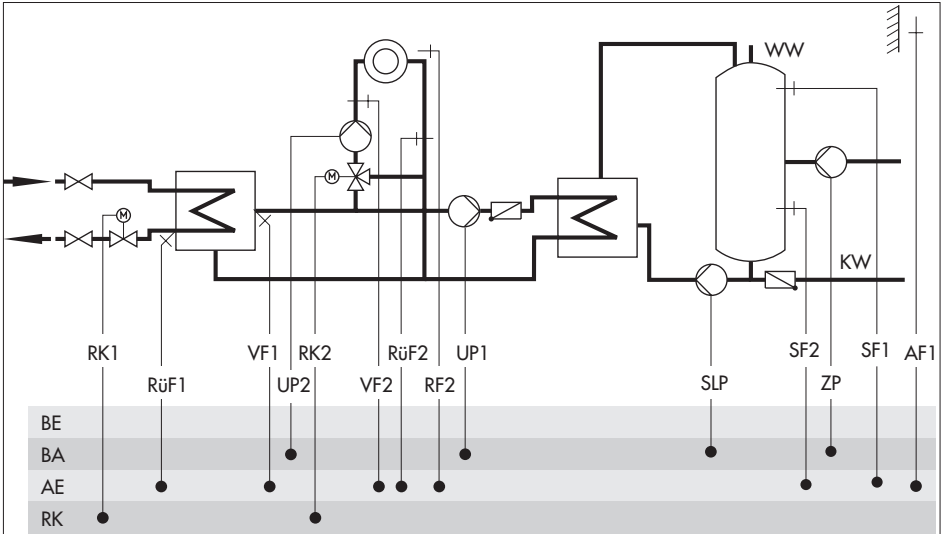 WW
M
M
KW
RK1 VF1 RK2 RüF2 UP1 SF2 SF1 AF1
RüF1 UP2 VF2 RF2 SLP ZP
BE
BA
AE
RK